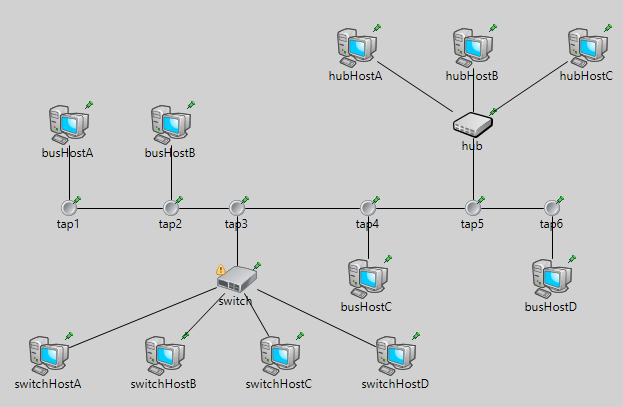 hubHostA
hubHostB
hubHostC
busHostA
busHostB
hub
tap1
tap2
tap3
tap4
tap5
tap6
switch
busHostC
busHostD
switchHostA
switchHostB
switchHostC
switchHostD